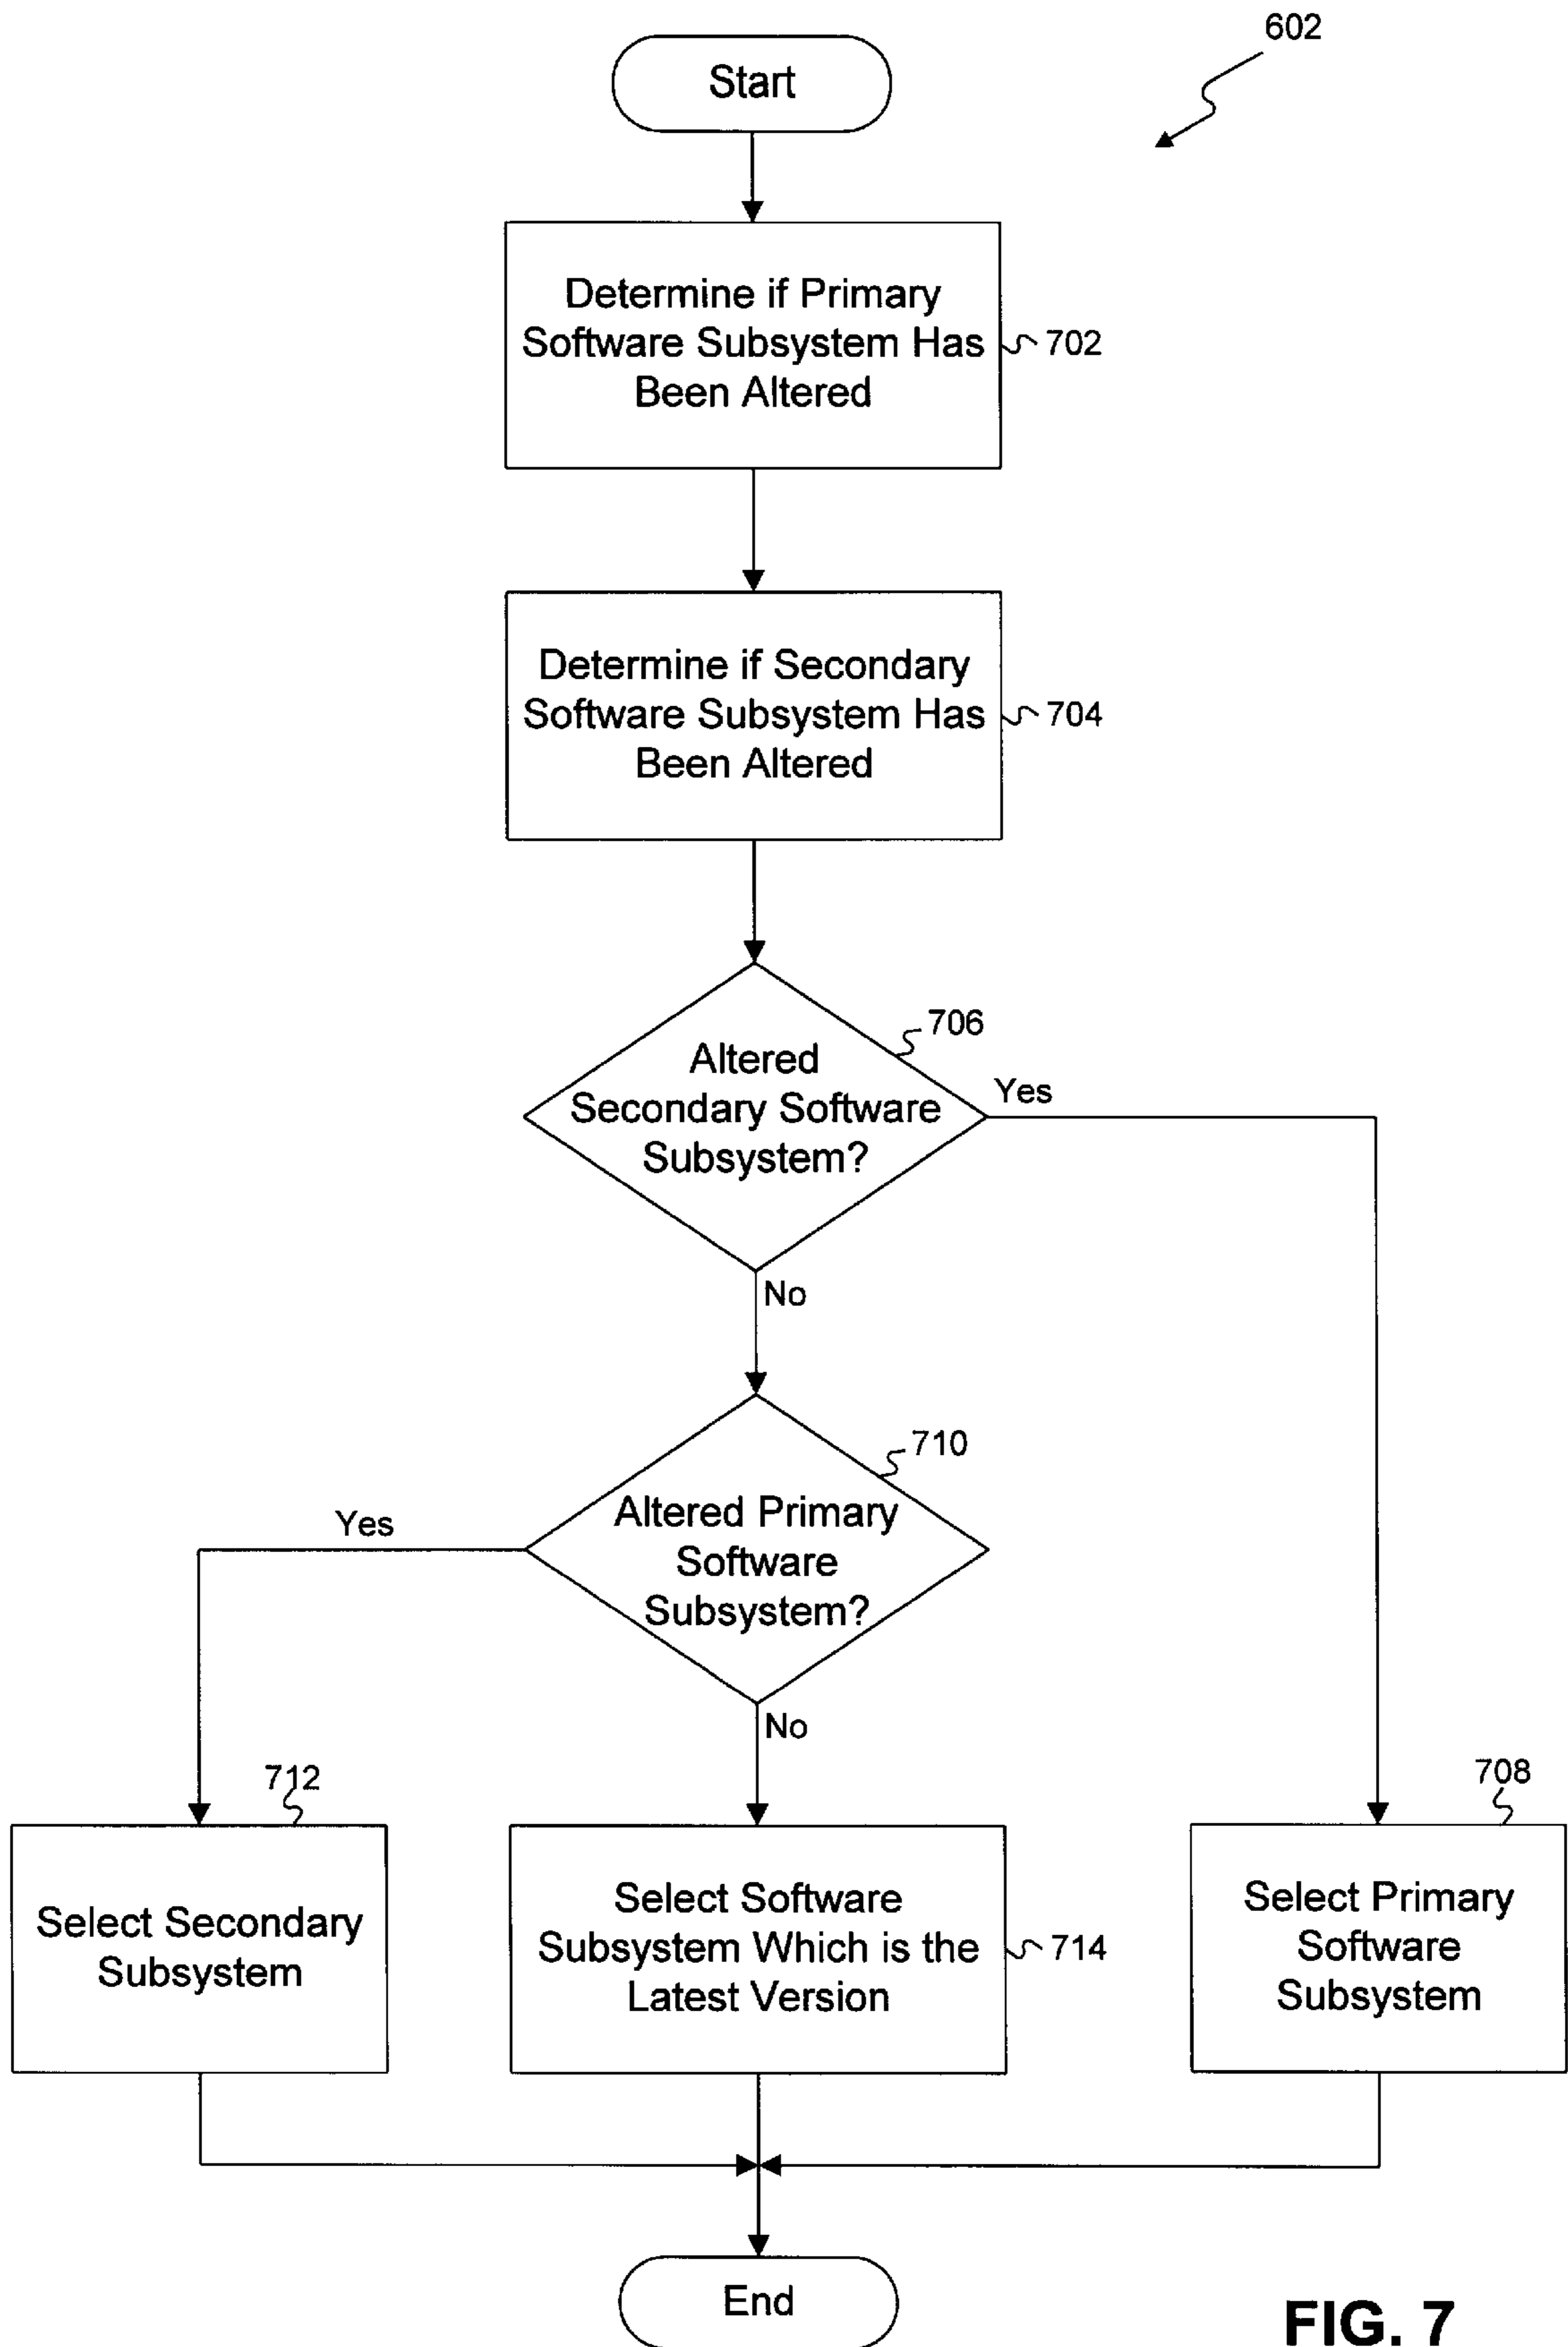 602
Start
Determine if Primary
Software Subsystem Has
Been Altered
702
Determine if Secondary
Software Subsystem Has
Been Altered
704
706
Altered
Secondary Software
Subsystem?
Yes
No
710
Altered Primary
Software
Subsystem?
Yes
No
712
Select Secondary
Subsystem
Select Software
Subsystem Which is the
Latest Version
714
708
Select Primary
Software
Subsystem
End
FIG. 7